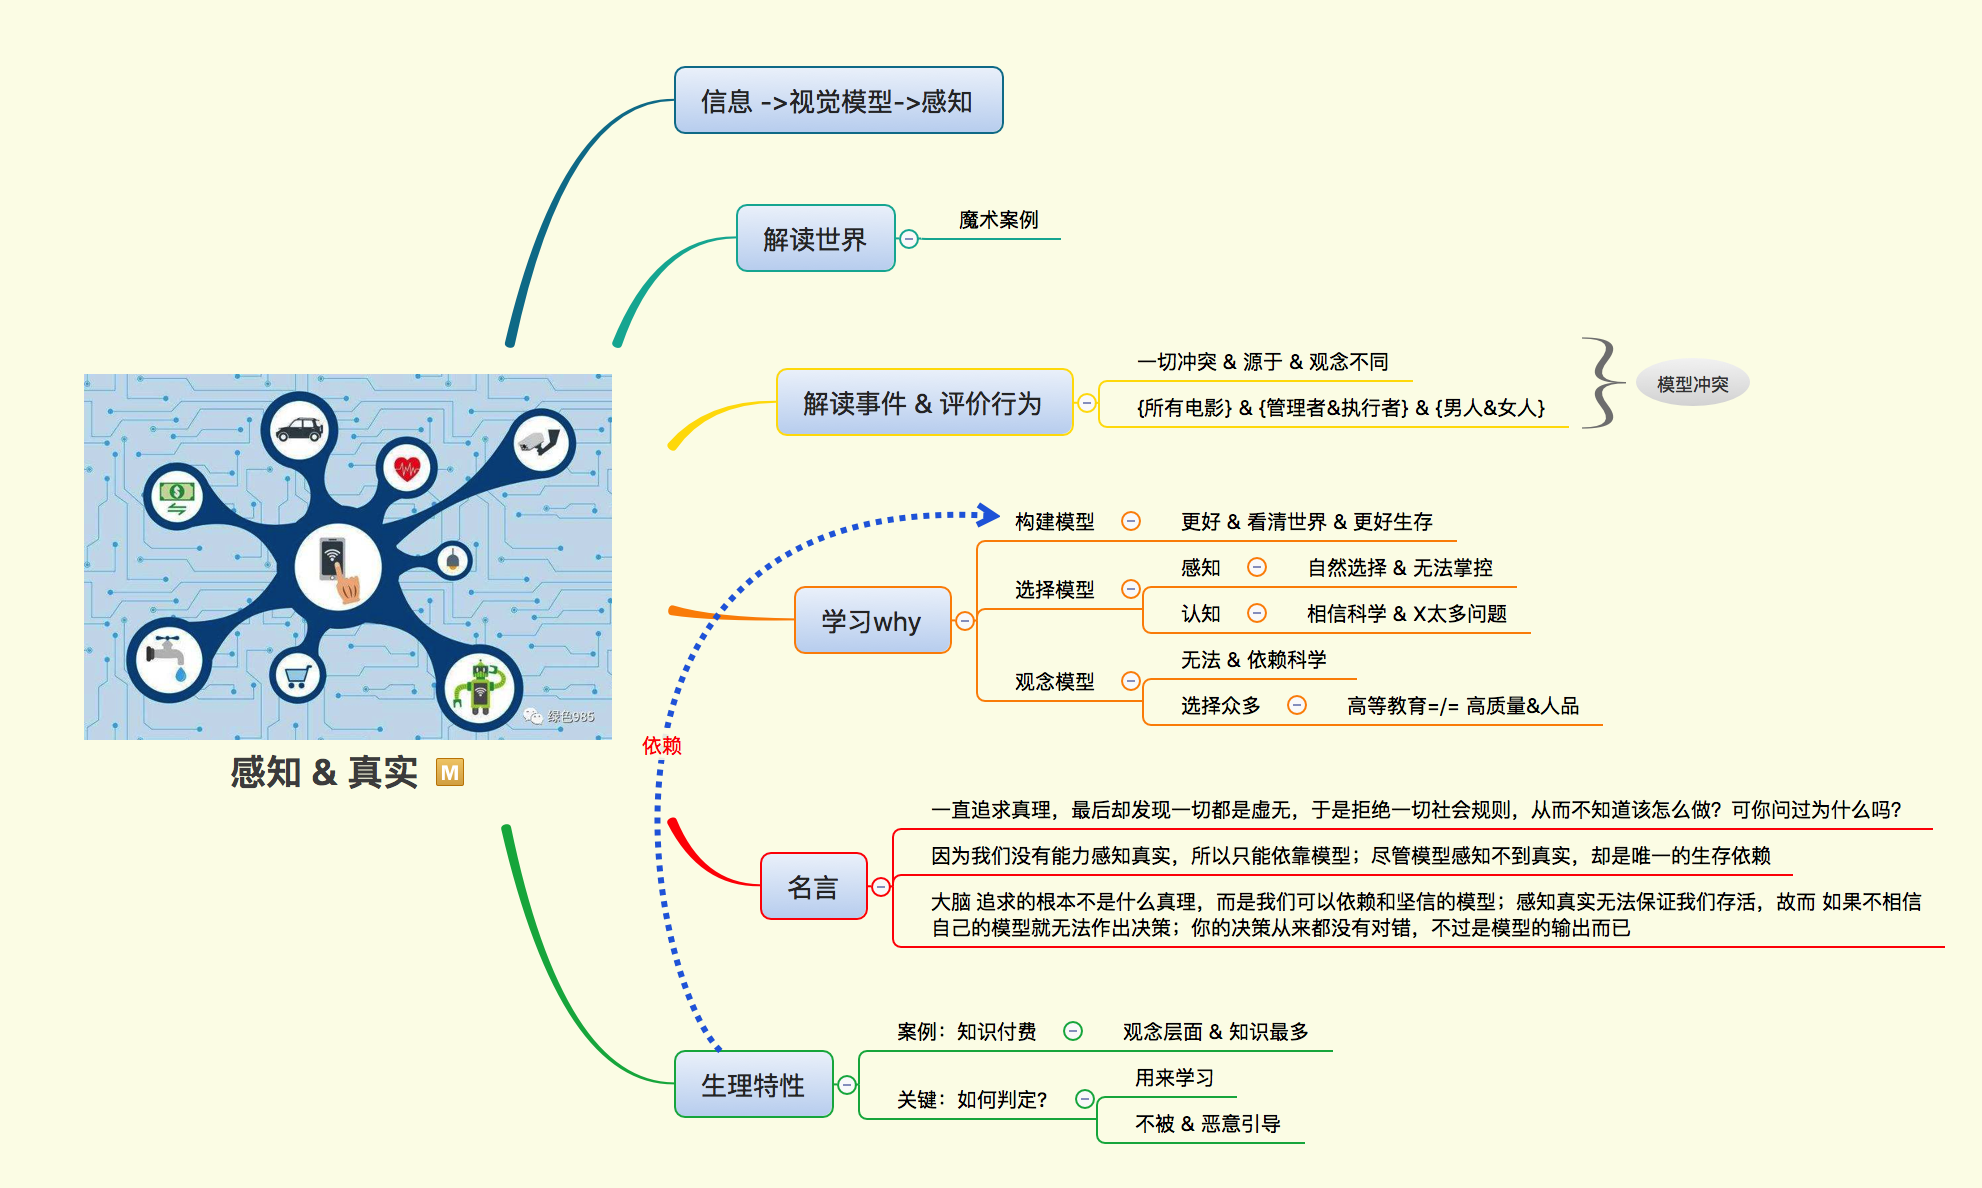 信息 ->视觉模型->感知
解读世界
魔术案例
解读事件 & 评价行为
一切冲突 & 源于 & 观念不同
{所有电影} & {管理者&执行者} & {男人&女人}
模型冲突
绿色985
感知 & 真实 M
学习why
构建模型
更好 & 看清世界 & 更好生存
选择模型
感知
自然选择 & 无法掌控
认知
相信科学 & X太多问题
观念模型
无法 & 依赖科学
选择众多
高等教育=/= 高质量&人品
依赖
名言
一直追求真理，最后却发现一切都是虚无，于是拒绝一切社会规则，从而不知道该怎么做？可你问过为什么吗？
因为我们没有能力感知真实，所以只能依靠模型；尽管模型感知不到真实，却是唯一的生存依赖
大脑 追求的根本不是什么真理，而是我们可以依赖和坚信的模型；感知真实无法保证我们存活，故而 如果不相信
自己的模型就无法作出决策；你的决策从来都没有对错，不过是模型的输出而已
生理特性
案例：知识付费
观念层面 & 知识最多
关键：如何判定？
用来学习
不被 & 恶意引导